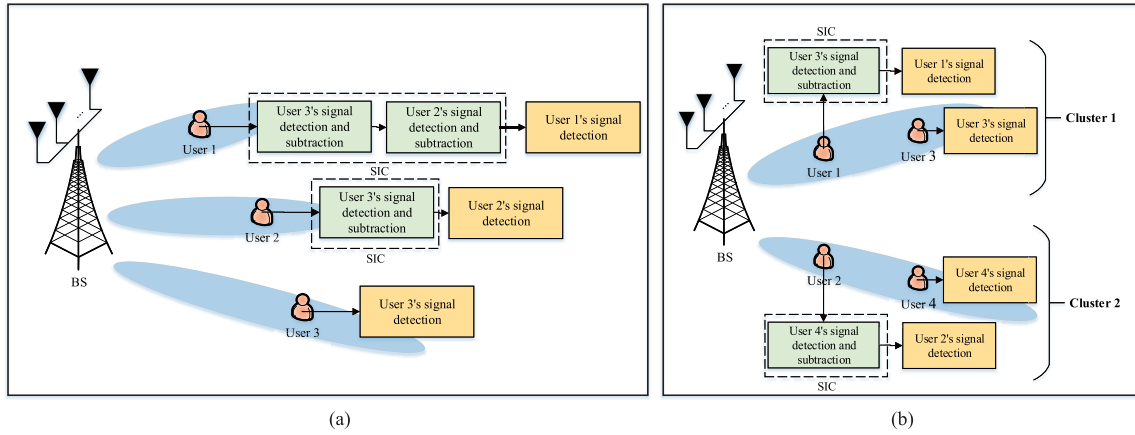 User 3's signal
detection and
subtraction
User 2's signal
detection and
subtraction
User 1's signal
detection
User 1
SIC
User 3's signal
detection and
subtraction
User 2's signal
detection
User 2
SIC
BS
User 3's signal
detection
User 3
(a)
SIC
User 3's signal
detection and
subtraction
User 1's signal
detection
User 3's signal
detection
Cluster 1
User 3
User 1
BS
User 2
User 4's signal
detection
User 4
Cluster 2
User 4's signal
detection and
subtraction
User 2's signal
detection
SIC
(b)